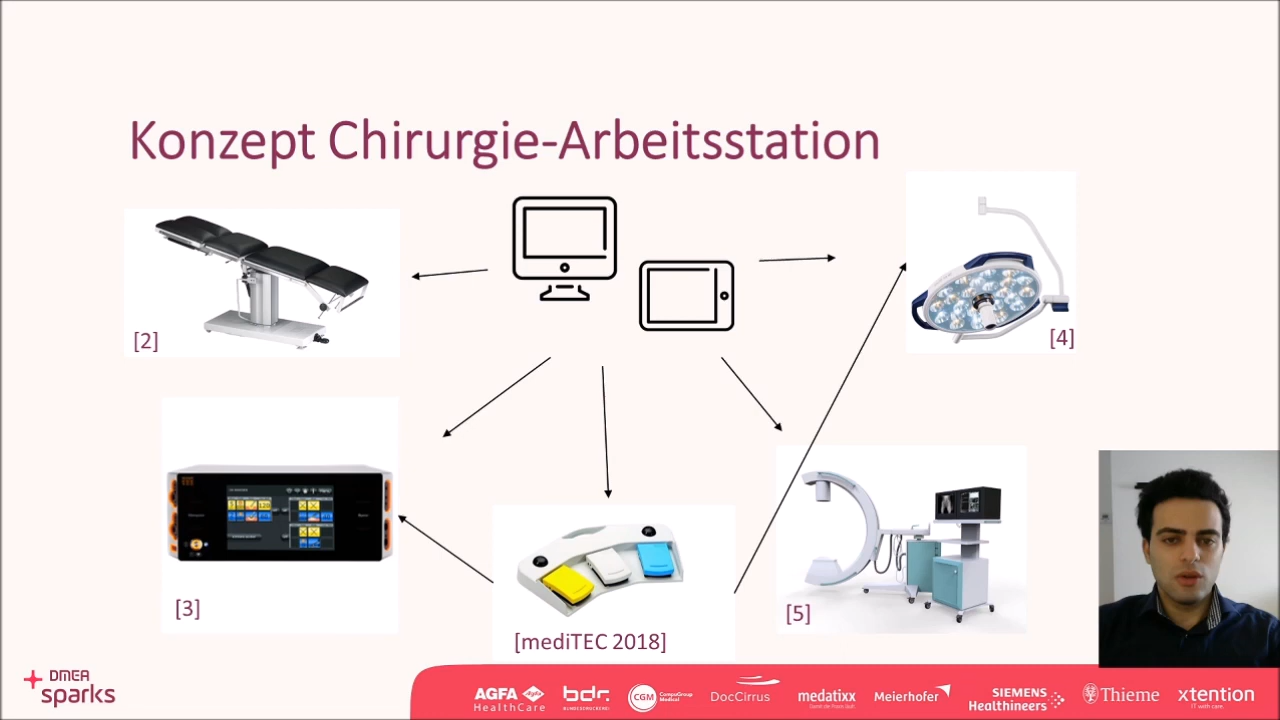 Konzept Chirurgie-Arbeitsstation
[2]
[4]
[3]
[mediTEC 2018]
[5]
DMEA
sparks
AGFA
HealthCare
bdr.
BUNDESDRUCKEREI
CGM
CompuGroup
Medical
DocCirrus
medatixx
Meierhofer
SIEMENS
Healthineers
Thieme
xtention
IT with care.